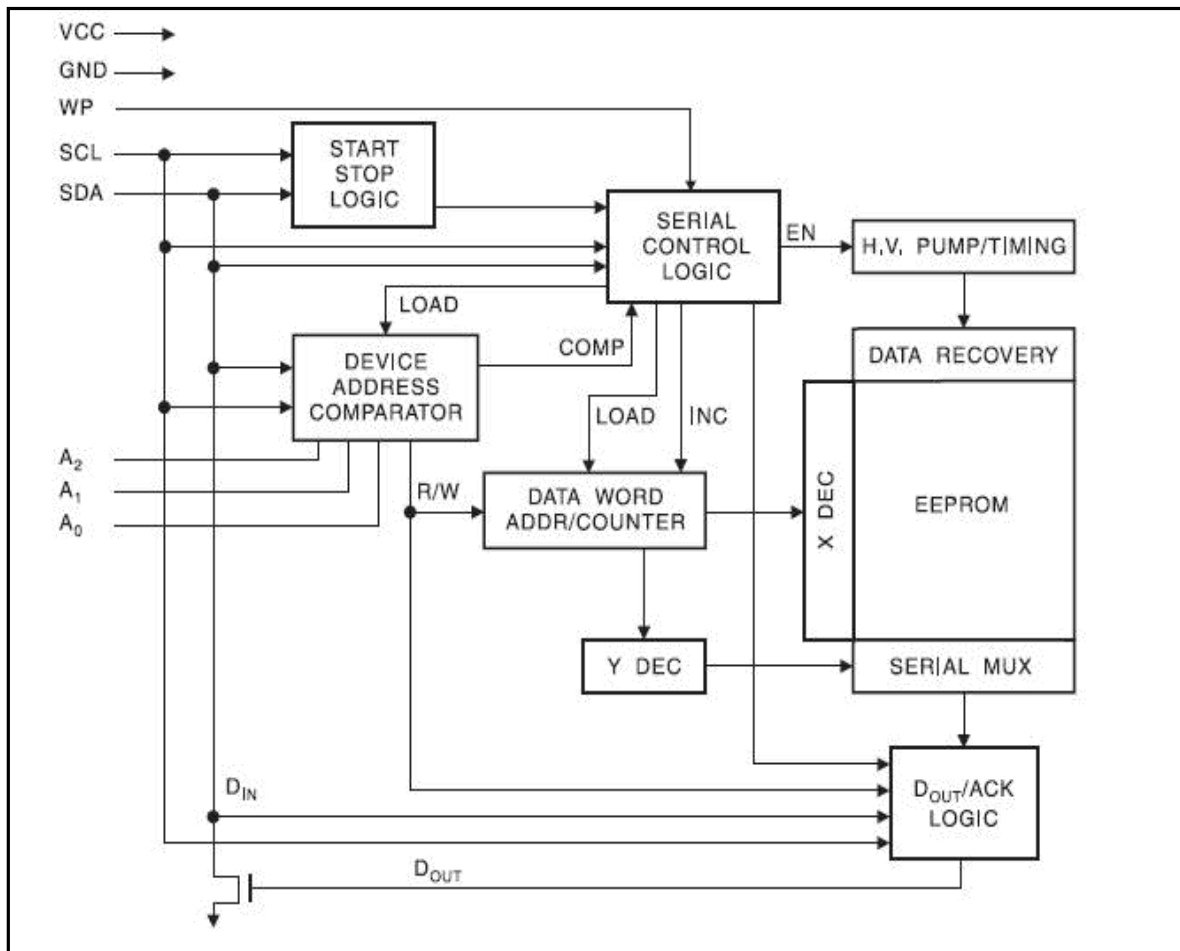 VCC
GND
WP
SCL
SDA
START
STOP
LOGIC
SERIAL
CONTROL
LOGIC
EN
H.V. PUMP/TIMING
LOAD
COMP
DEVICE
ADDRESS
COMPARATOR
DATA RECOVERY
LOAD
INC
A2
A1
A0
R/W
DATA WORD
ADDR/COUNTER
X DEC
EEPROM
Y DEC
SERIAL MUX
DIN
DOUT/ACK
LOGIC
DOUT